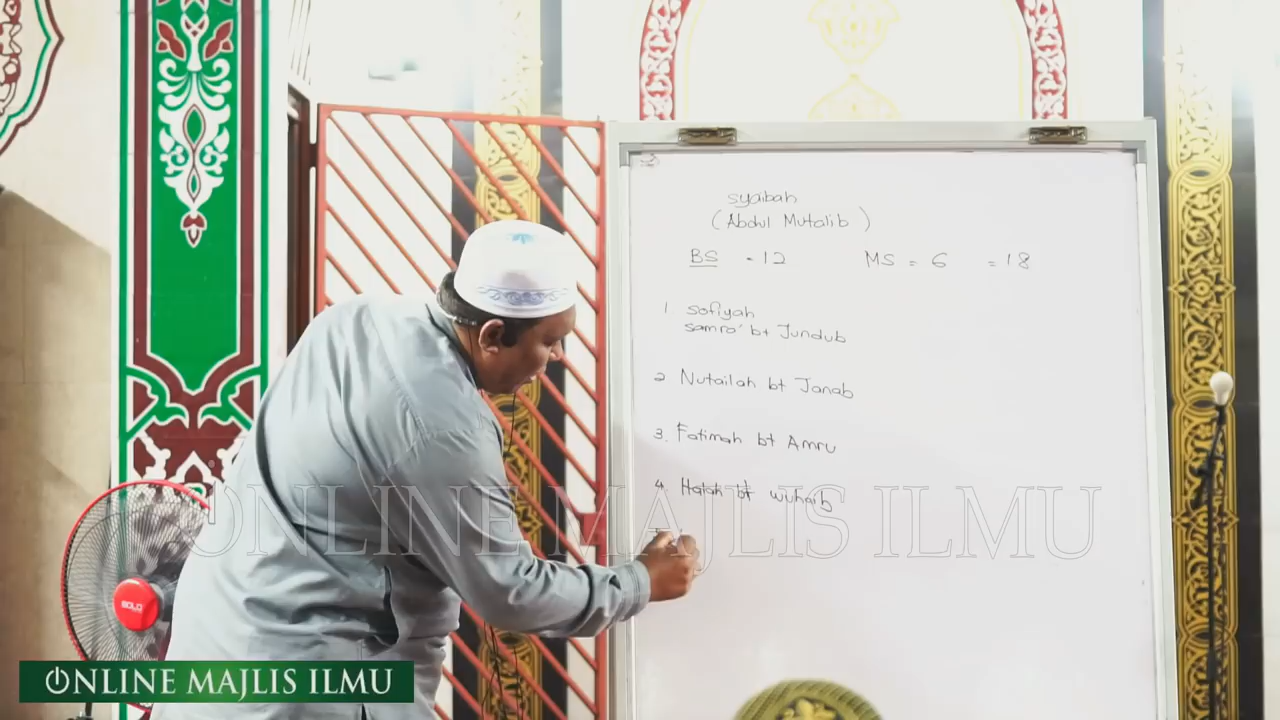 syaibah
(Abdul Mutalib)
BS = 12 MS = 6 = 18
1. sofiyah
samro' bt Jundub
2 Nutailah bt Janab
3. Fatimah bt Amru
4. Halah bt wuhaib
ONLINE MAJLIS ILMU
SOLO
ONLINE MAJLIS ILMU